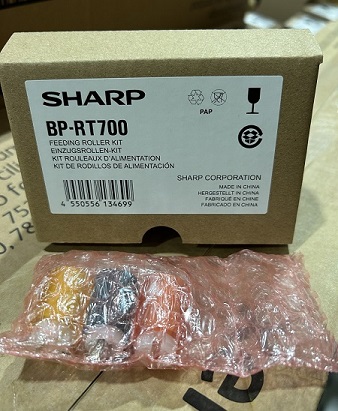 SHARP
PAP
BP-RT700
FEEDING ROLLER KIT
EINZUGSROLLEN-KIT
KIT ROULEAUX D'ALIMENTATION
KIT DE RODILLOS DE ALIMENTACIÓN
SHARP CORPORATION
MADE IN CHINA
HERGESTELLT IN CHINA
FABRIQUÉ EN CHINE
FABRICADO EN CHINA
4 550556 134699